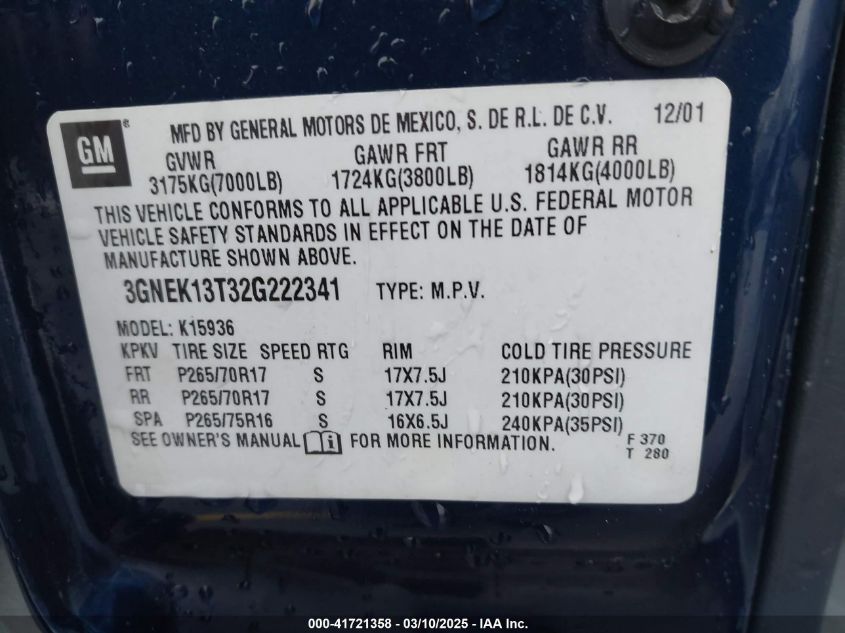 GM® MFD BY GENERAL MOTORS DE MEXICO, S. DE R.L. DE C.V. 12/01
GVWR GAWR FRT GAWR RR
3175KG(7000LB) 1724KG(3800LB) 1814KG(4000LB)
THIS VEHICLE CONFORMS TO ALL APPLICABLE U.S. FEDERAL MOTOR
VEHICLE SAFETY STANDARDS IN EFFECT ON THE DATE OF
MANUFACTURE SHOWN ABOVE.
3GNEK13T32G222341 TYPE: M.P.V.
MODEL: K15936
KPKV TIRE SIZE SPEED RTG RIM COLD TIRE PRESSURE
FRT P265/70R17 S 17X7.5J 210KPA(30PSI)
RR P265/70R17 S 17X7.5J 210KPA(30PSI)
SPA P265/75R16 S 16X6.5J 240KPA(35PSI)
SEE OWNER'S MANUAL i FOR MORE INFORMATION. F 370
T 280
000-41721358 - 03/10/2025 - IAA Inc.